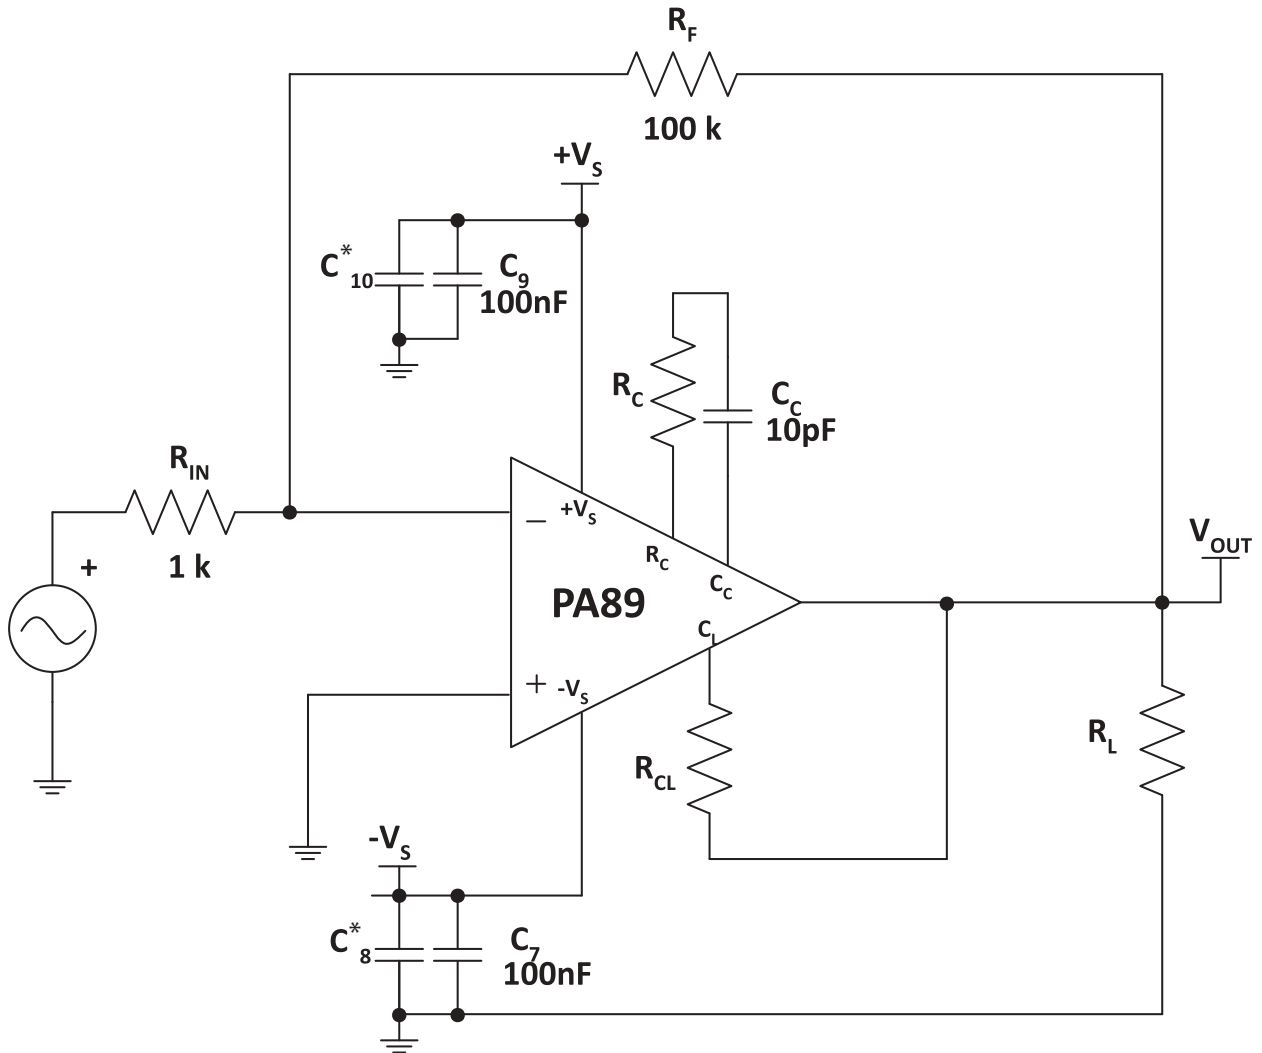 R_F
100 k
+V_S
C*_10
C_9
100nF
R_C
C_C
10pF
R_IN
1 k
+
−
+V_S
R_C
C_C
PA89
C_L
+
-V_S
V_OUT
R_CL
R_L
-V_S
C*_8
C_7
100nF